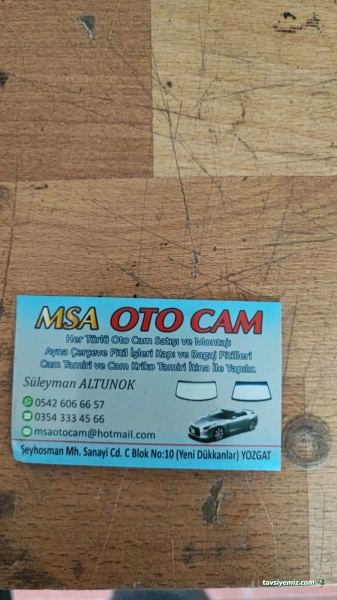 MSA OTO CAM
Her Türlü Oto Cam Satışı ve Montajı
Ayna Çerçeve Fitil İşleri Kapı ve Bagaj Fitilleri
Cam Tamiri ve Cam Kriko Tamiri İtina İle Yapılır.
Süleyman ALTUNOK
0542 606 66 57
0354 333 45 66
msaotocam@hotmail.com
Şeyhosman Mh. Sanayi Cd. C Blok No:10 (Yeni Dükkanlar) YOZGAT
tavsiyemiz.com